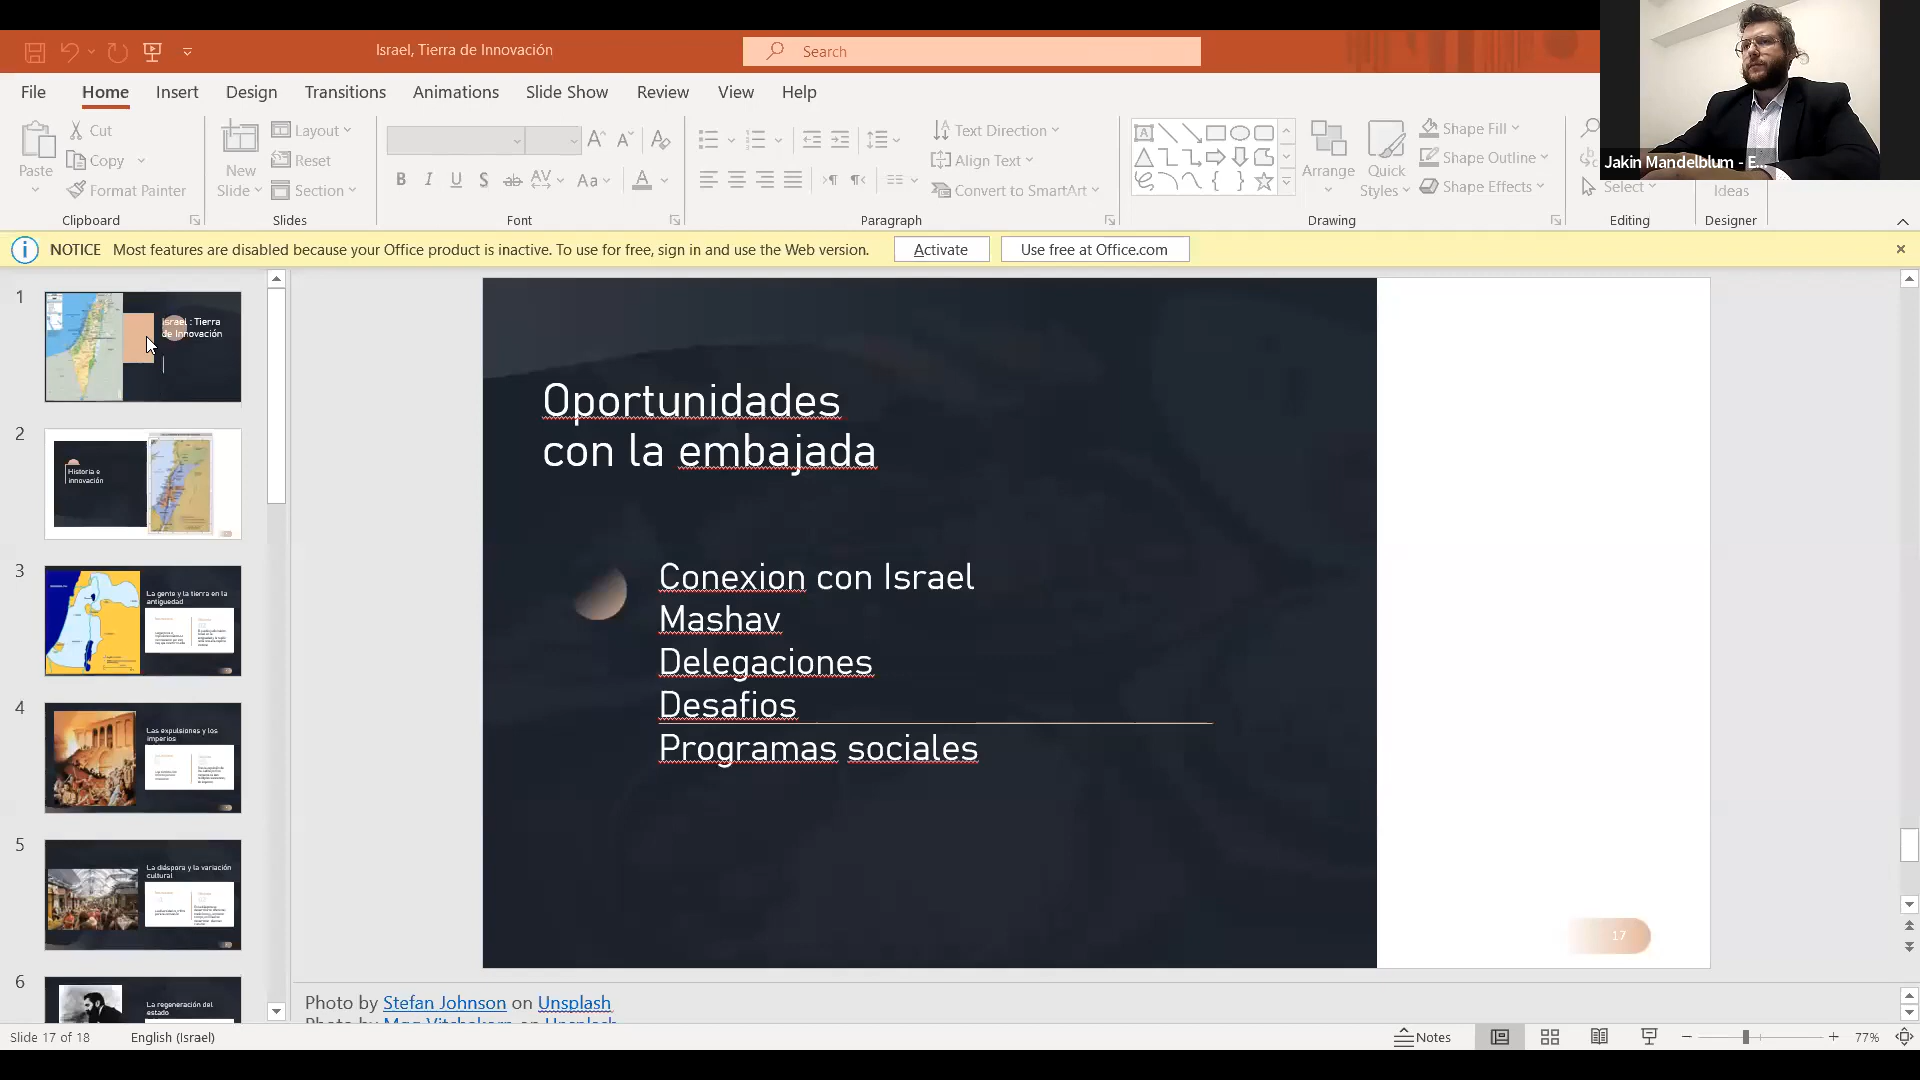 Israel, Tierra de Innovación
Search
File Home Insert Design Transitions Animations Slide Show Review View Help
Paste
Cut
Copy
Format Painter
Clipboard
New
Slide
Layout
Reset
Section
Slides
Font
Text Direction
Align Text
Convert to SmartArt
Paragraph
Arrange
Quick
Styles
Shape Fill
Shape Outline
Shape Effects
Drawing
Select
Editing
Ideas
Designer
Jakin Mandelblum - E...
NOTICE Most features are disabled because your Office product is inactive. To use for free, sign in and use the Web version. Activate Use free at Office.com
1
Israel : Tierra
de Innovación
2
Historia e
innovación
3
La gente y la tierra en la
antiguedad
4
Las expulsiones y los
imperios
5
La diáspora y la variación
cultural
6
La regeneración del
estado
Oportunidades
con la embajada
Conexion con Israel
Mashav
Delegaciones
Desafios
Programas sociales
17
Photo by Stefan Johnson on Unsplash
Slide 17 of 18 English (Israel) Notes 77%